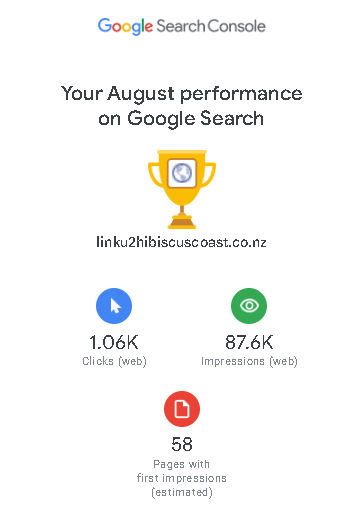 Google Search Console
Your August performance
on Google Search
linku2hibiscuscoast.co.nz
1.06K
Clicks (web)
87.6K
Impressions (web)
58
Pages with
first impressions
(estimated)